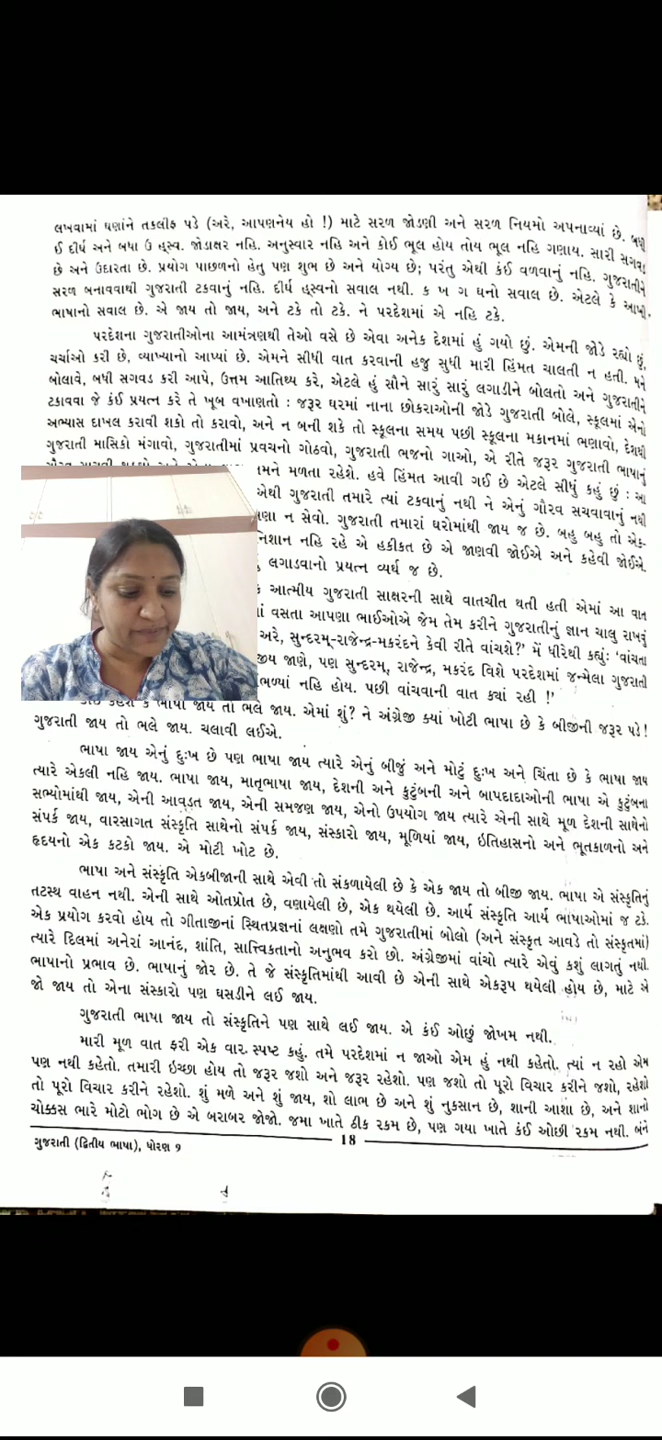 લખવામાં ઘણાંને તકલીફ પડે (અરે, આપણનેય હો !) માટે સરળ જોડણી અને સરળ નિયમો અપનાવ્યાં છે. બધી
ઈ દીર્ઘ અને બધા ઉ હ્રસ્વ. જોડાક્ષર નહિ. અનુસ્વાર નહિ અને કોઈ ભૂલ હોય તોય ભૂલ નહિ ગણાય. સારી સગવડ
છે અને ઉદારતા છે. પ્રયોગ પાછળનો હેતુ પણ શુભ છે અને યોગ્ય છે; પરંતુ એથી કંઈ વળવાનું નહિ. ગુજરાતીને
સરળ બનાવવાથી ગુજરાતી ટકવાનું નહિ. દીર્ઘ હ્રસ્વનો સવાલ નથી. ક ખ ગ ઘનો સવાલ છે. એટલે કે આખી
ભાષાનો સવાલ છે. એ જાય તો જાય, અને ટકે તો ટકે. ને પરદેશમાં એ નહિ ટકે.
પરદેશના ગુજરાતીઓના આમંત્રણથી તેઓ વસે છે એવા અનેક દેશમાં હું ગયો છું. એમની જોડે રહ્યો છું,
ચર્ચાઓ કરી છે, વ્યાખ્યાનો આપ્યાં છે. એમને સીધી વાત કરવાની હજુ સુધી મારી હિંમત ચાલતી ન હતી. મને
બોલાવે, બધી સગવડ કરી આપે, ઉત્તમ આતિથ્ય કરે, એટલે હું સૌને સારું સારું લગાડીને બોલતો અને ગુજરાતીને
ટકાવવા જે કંઈ પ્રયત્ન કરે તે ખૂબ વખાણતો : જરૂર ઘરમાં નાના છોકરાઓની જોડે ગુજરાતી બોલે, સ્કૂલમાં એનો
અભ્યાસ દાખલ કરાવી શકો તો કરાવો, અને ન બની શકે તો સ્કૂલના સમય પછી સ્કૂલના મકાનમાં ભણાવો, દેશથી
ગુજરાતી માસિકો મંગાવો, ગુજરાતીમાં પ્રવચનો ગોઠવો, ગુજરાતી ભજનો ગાઓ, એ રીતે જરૂર ગુજરાતી ભાષાનું
મને મળતા રહેશે. હવે હિંમત આવી ગઈ છે એટલે સીધું કહું છું : આ
એથી ગુજરાતી તમારે ત્યાં ટકવાનું નથી ને એનું ગૌરવ સચવાવાનું નથી
ન સેવો. ગુજરાતી તમારાં ઘરોમાંથી જાય જ છે. બહુ બહુ તો એક-
નિશાન નહિ રહે એ હકીકત છે એ જાણવી જોઈએ અને કહેવી જોઈએ.
લગાડવાનો પ્રયત્ન વ્યર્થ જ છે.
આત્મીય ગુજરાતી સાક્ષરની સાથે વાતચીત થતી હતી એમાં આ વાત
વસતા આપણા ભાઈઓએ જેમ તેમ કરીને ગુજરાતીનું જ્ઞાન ચાલુ રાખવું
અરે, સુન્દરમ્-રાજેન્દ્ર-મકરંદને કેવી રીતે વાંચશે?' મેં ધીરેથી કહ્યું: 'વાંચતા
જાણે, પણ સુન્દરમ્, રાજેન્દ્ર, મકરંદ વિશે પરદેશમાં જન્મેલા ગુજરાતી
નહિ હોય. પછી વાંચવાની વાત ક્યાં રહી !'
કોઈ કહેશે કે ભાષા જાય તો ભલે જાય. એમાં શું? ને અંગ્રેજી ક્યાં ખોટી ભાષા છે કે બીજીની જરૂર પડે!
ગુજરાતી જાય તો ભલે જાય. ચલાવી લઈએ.
ભાષા જાય એનું દુઃખ છે પણ ભાષા જાય ત્યારે એનું બીજું અને મોટું દુઃખ અને ચિંતા છે કે ભાષા જાય
ત્યારે એકલી નહિ જાય. ભાષા જાય, માતૃભાષા જાય, દેશની અને કુટુંબની અને બાપદાદાઓની ભાષા એ કુટુંબના
સભ્યોમાંથી જાય, એની આવડત જાય, એની સમજણ જાય, એનો ઉપયોગ જાય ત્યારે એની સાથે મૂળ દેશની સાથેનો
સંપર્ક જાય, વારસાગત સંસ્કૃતિ સાથેનો સંપર્ક જાય, સંસ્કારો જાય, મૂળિયાં જાય, ઇતિહાસનો અને ભૂતકાળનો અને
હૃદયનો એક કટકો જાય. એ મોટી ખોટ છે.
ભાષા અને સંસ્કૃતિ એકબીજાની સાથે એવી તો સંકળાયેલી છે કે એક જાય તો બીજી જાય. ભાષા એ સંસ્કૃતિનું
તટસ્થ વાહન નથી. એની સાથે ઓતપ્રોત છે, વણાયેલી છે, એક થયેલી છે. આર્ય સંસ્કૃતિ આર્ય ભાષાઓમાં જ ટકે.
એક પ્રયોગ કરવો હોય તો ગીતાજીનાં સ્થિતપ્રજ્ઞનાં લક્ષણો તમે ગુજરાતીમાં બોલો (અને સંસ્કૃત આવડે તો સંસ્કૃતમાં)
ત્યારે દિલમાં અનેરાં આનંદ, શાંતિ, સાત્ત્વિકતાનો અનુભવ કરો છો. અંગ્રેજીમાં વાંચો ત્યારે એવું કશું લાગતું નથી.
ભાષાનો પ્રભાવ છે. ભાષાનું જોર છે. તે જે સંસ્કૃતિમાંથી આવી છે એની સાથે એકરૂપ થયેલી હોય છે, માટે એ
જો જાય તો એના સંસ્કારો પણ ઘસડીને લઈ જાય.
ગુજરાતી ભાષા જાય તો સંસ્કૃતિને પણ સાથે લઈ જાય. એ કંઈ ઓછું જોખમ નથી.
મારી મૂળ વાત ફરી એક વાર સ્પષ્ટ કહું. તમે પરદેશમાં ન જાઓ એમ હું નથી કહેતો. ત્યાં ન રહો એમ
પણ નથી કહેતો. તમારી ઇચ્છા હોય તો જરૂર જશો અને જરૂર રહેશો. પણ જશો તો પૂરો વિચાર કરીને જશો, રહેશો
તો પૂરો વિચાર કરીને રહેશો. શું મળે અને શું જાય, શો લાભ છે અને શું નુકસાન છે, શાની આશા છે, અને શાનો
ચોક્કસ ભારે મોટો ભોગ છે એ બરાબર જોજો. જમા ખાતે ઠીક રકમ છે, પણ ગયા ખાતે કંઈ ઓછી રકમ નથી. બંને
18
ગુજરાતી (દ્વિતીય ભાષા), ધોરણ ૧